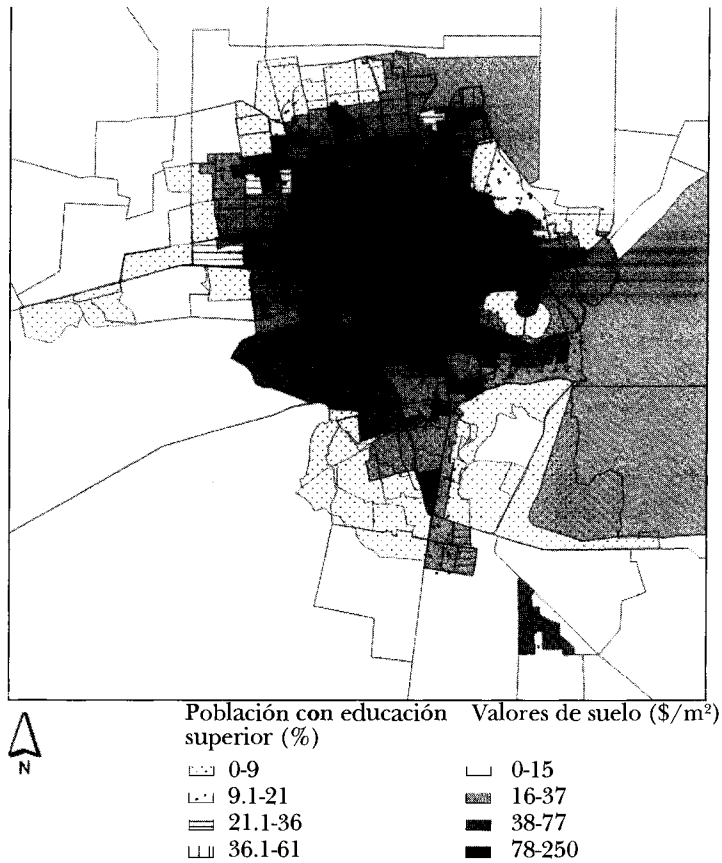 Población con educación superior (%)
0-9
9.1-21
21.1-36
36.1-61
Valores de suelo ($/m²)
0-15
16-37
38-77
78-250
N